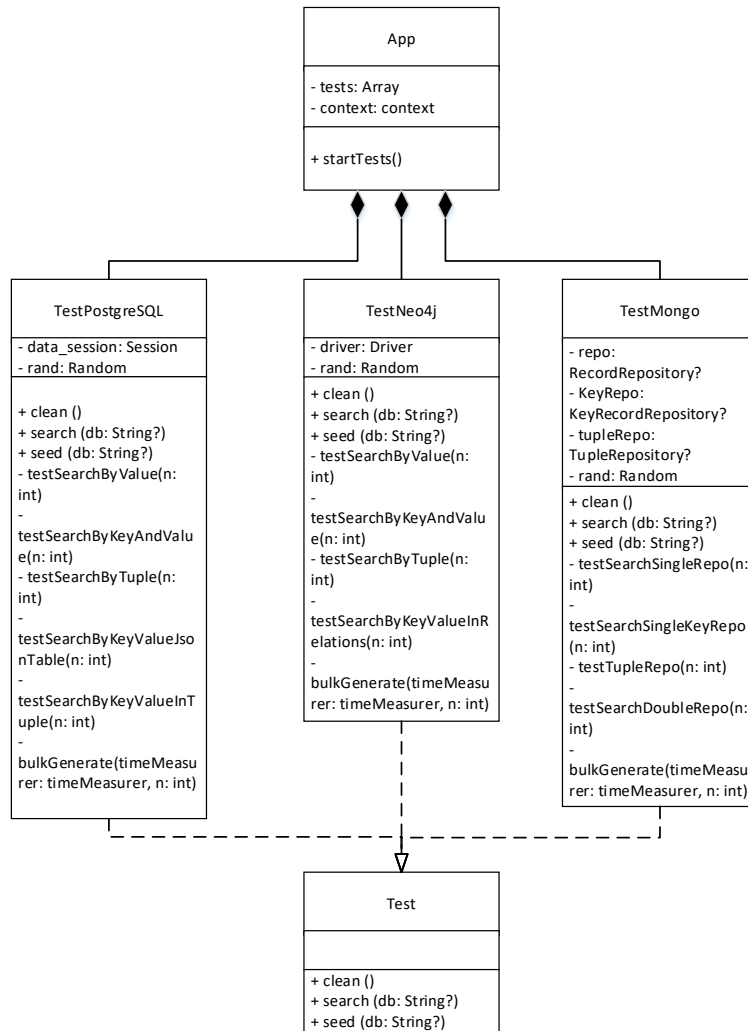 App
- tests: Array
- context: context
+ startTests()
TestPostgreSQL
- data_session: Session
- rand: Random
+ clean ()
+ search (db: String?)
+ seed (db: String?)
- testSearchByValue(n:
int)
-
testSearchByKeyAndValu
e(n: int)
- testSearchByTuple(n:
int)
-
testSearchByKeyValueJso
nTable(n: int)
-
testSearchByKeyValueInT
uple(n: int)
-
bulkGenerate(timeMeasu
rer: timeMeasurer, n: int)
TestNeo4j
- driver: Driver
- rand: Random
+ clean ()
+ search (db: String?)
+ seed (db: String?)
- testSearchByValue(n:
int)
-
testSearchByKeyAndValu
e(n: int)
- testSearchByTuple(n:
int)
-
testSearchByKeyValueInR
elations(n: int)
-
bulkGenerate(timeMeasu
rer: timeMeasurer, n: int)
TestMongo
- repo:
RecordRepository?
- KeyRepo:
KeyRecordRepository?
- tupleRepo:
TupleRepository?
- rand: Random
+ clean ()
+ search (db: String?)
+ seed (db: String?)
- testSearchSingleRepo(n:
int)
-
testSearchSingleKeyRepo
(n: int)
- testTupleRepo(n: int)
-
testSearchDoubleRepo(n:
int)
-
bulkGenerate(timeMeasu
rer: timeMeasurer, n: int)
Test
+ clean ()
+ search (db: String?)
+ seed (db: String?)